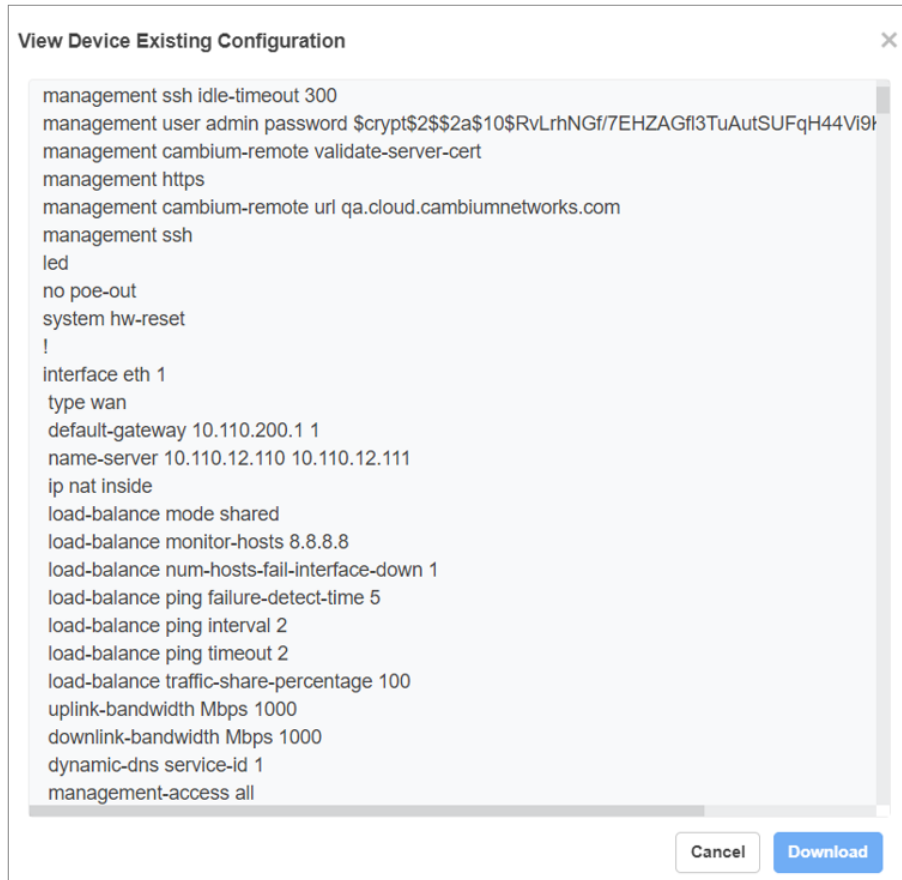 View Device Existing Configuration
management ssh idle-timeout 300
management user admin password $crypt$2$$2a$10$RvLrhNGf/7EHZAGfl3TuAutSUFqH44Vi9
management cambium-remote validate-server-cert
management https
management cambium-remote url qa.cloud.cambiumnetworks.com
management ssh
led
no poe-out
system hw-reset
!
interface eth 1
type wan
default-gateway 10.110.200.1 1
name-server 10.110.12.110 10.110.12.111
ip nat inside
load-balance mode shared
load-balance monitor-hosts 8.8.8.8
load-balance num-hosts-fail-interface-down 1
load-balance ping failure-detect-time 5
load-balance ping interval 2
load-balance ping timeout 2
load-balance traffic-share-percentage 100
uplink-bandwidth Mbps 1000
downlink-bandwidth Mbps 1000
dynamic-dns service-id 1
management-access all
Cancel Download